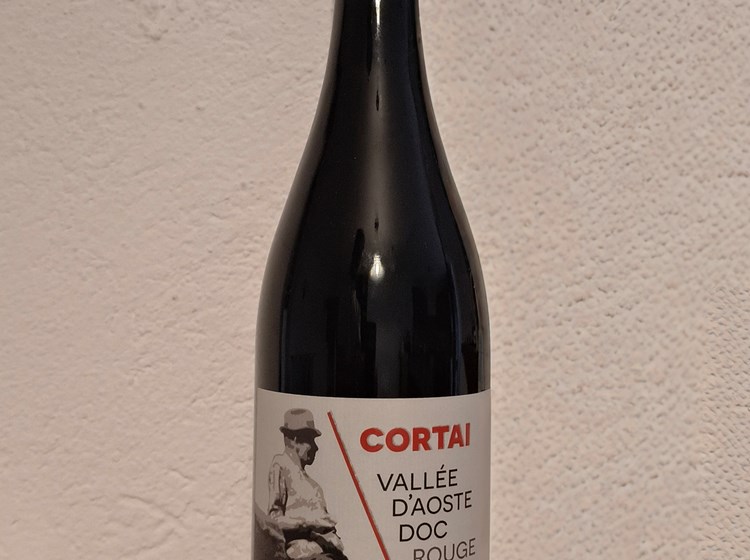 CORTAI
VALLÉE
D'AOSTE
DOC
ROUGE